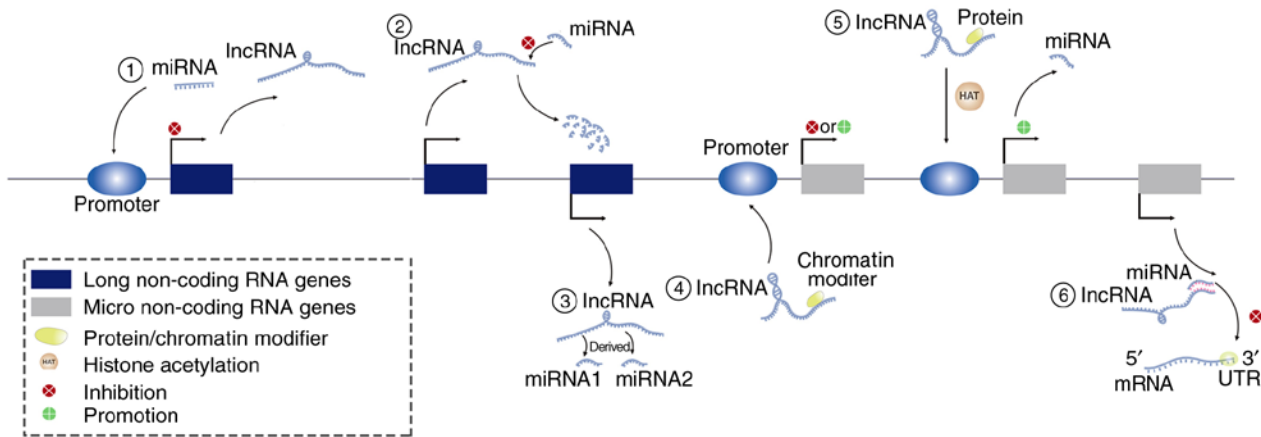 ① miRNA
lncRNA
Promoter
②
lncRNA
miRNA
③ lncRNA
Derived
miRNA1 miRNA2
Promoter
or
④ lncRNA
Chromatin
modifier
⑤ lncRNA
Protein
HAT
miRNA
miRNA
⑥ lncRNA
5′ 3′
mRNA UTR
Long non-coding RNA genes
Micro non-coding RNA genes
Protein/chromatin modifier
HAT Histone acetylation
Inhibition
Promotion